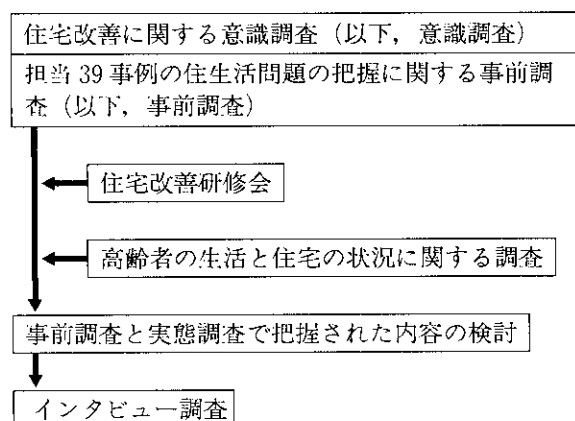 住宅改善に関する意識調査（以下，意識調査）
担当39事例の住生活問題の把握に関する事前調
査（以下，事前調査）
住宅改善研修会
高齢者の生活と住宅の状況に関する調査
事前調査と実態調査で把握された内容の検討
インタビュー調査